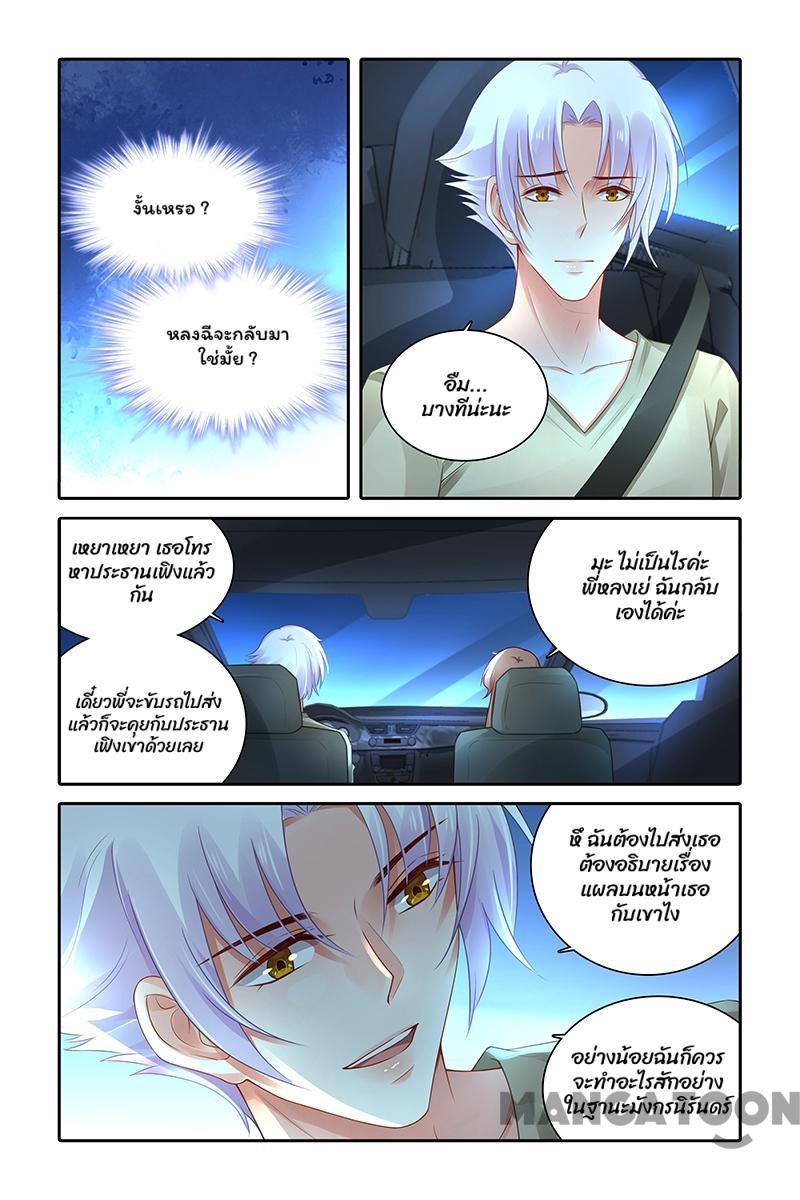 งั้นเหรอ ?
หลงฉีจะกลับมา
ใช่มั้ย ?
อืม...
บางทีน่ะนะ
เหยาเหยา เธอโทร
หาประธานเฟิงแล้ว
กัน
เดี๋ยวพี่จะขับรถไปส่ง
แล้วก็จะคุยกับประธาน
เฟิงเขาด้วยเลย
มะ ไม่เป็นไรค่ะ
พี่หลงเย่ ฉันกลับ
เองได้ค่ะ
หึ ฉันต้องไปส่งเธอ
ต้องอธิบายเรื่อง
แผลบนหน้าเธอ
กับเขาไง
อย่างน้อยฉันก็ควร
จะทำอะไรสักอย่าง
ในฐานะมังกรนิรันดร์
MANGATOON